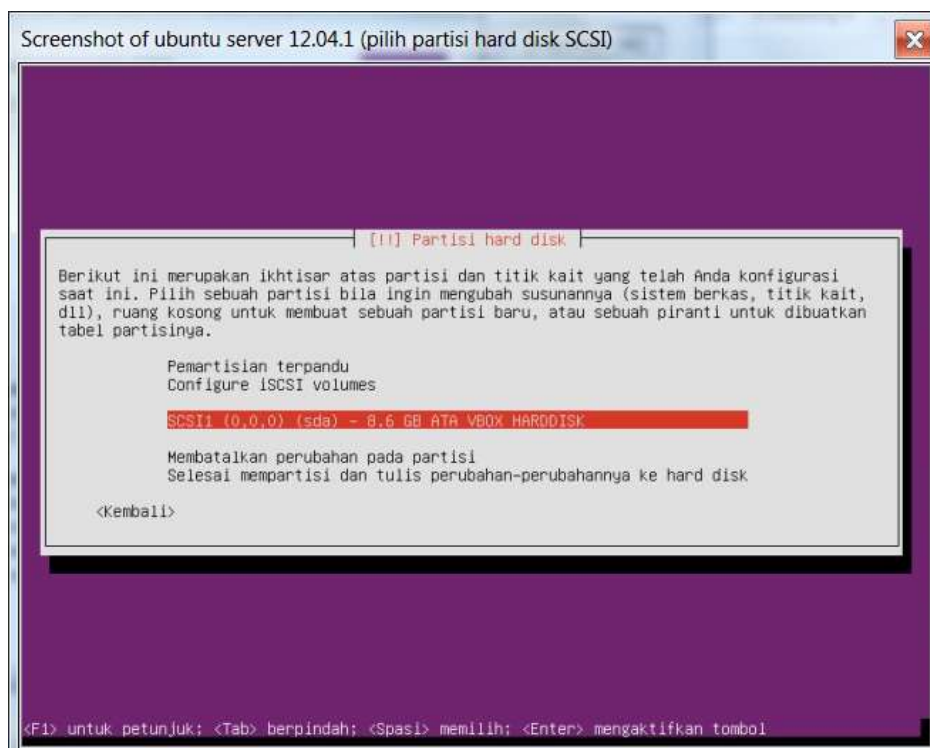 Screenshot of ubuntu server 12.04.1 (pilih partisi hard disk SCSI)
[!!] Partisi hard disk
Berikut ini merupakan ikhtisar atas partisi dan titik kait yang telah Anda konfigurasi
saat ini. Pilih sebuah partisi bila ingin mengubah susunannya (sistem berkas, titik kait,
dll), ruang kosong untuk membuat sebuah partisi baru, atau sebuah piranti untuk dibuatkan
tabel partisinya.
Pemartisian terpandu
Configure iSCSI volumes
SCSI1 (0,0,0) (sda) - 8.6 GB ATA VBOX HARDDISK
Membatalkan perubahan pada partisi
Selesai mempartisi dan tulis perubahan-perubahannya ke hard disk
<Kembali>
<F1> untuk petunjuk; <Tab> berpindah; <Spasi> memilih; <Enter> mengaktifkan tombol